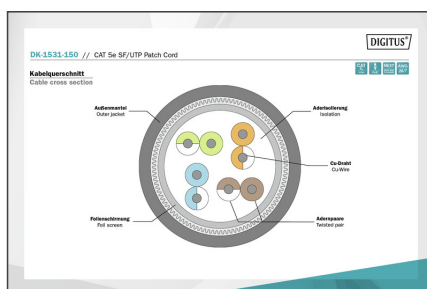 DIGITUS®
DK-1531-150 // CAT 5e SF/UTP Patch Cord
Kabelquerschnitt
Cable cross section
Außenmantel
Outer jacket
Aderisolierung
Isolation
Cu-Draht
Cu-Wire
Folienschirmung
Foil screen
Adernpaare
Twisted pair